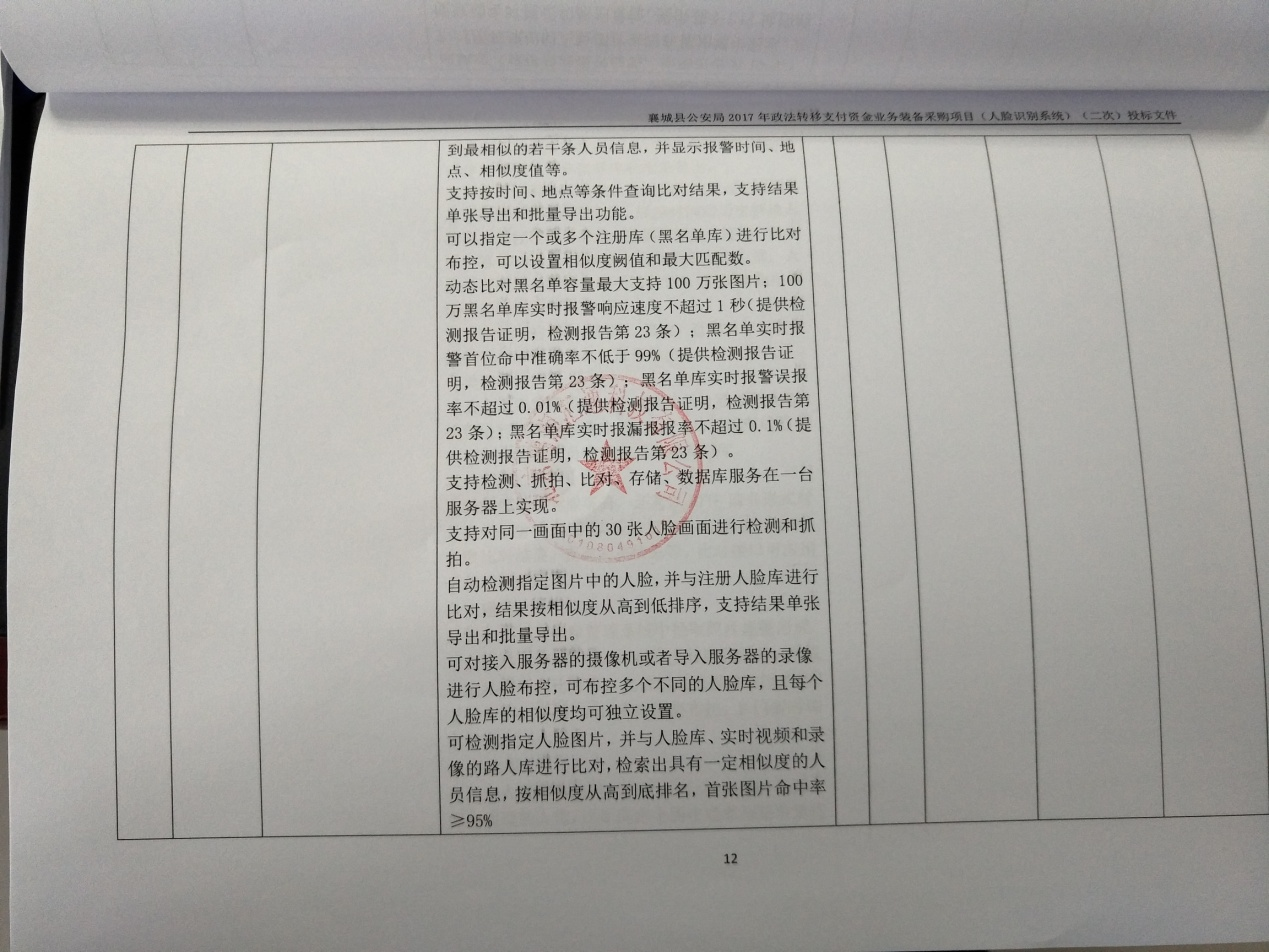 襄城县公安局 2017 年政法转移支付资金业务装备采购项目（人脸识别系统）（二次）投标文件
到最相似的若干条人员信息，并显示报警时间、地
点、相似度值等。
支持按时间、地点等条件查询比对结果，支持结果
单张导出和批量导出功能。
可以指定一个或多个注册库（黑名单库）进行比对
布控，可以设置相似度阙值和最大匹配数。
动态比对黑名单容量最大支持 100 万张图片；100
万黑名单库实时报警响应速度不超过 1 秒（提供检
测报告证明，检测报告第 23 条）；黑名单实时报
警首位命中准确率不低于 99%（提供检测报告证
明，检测报告第 23 条）；黑名单库实时报警误报
率不超过 0.01%（提供检测报告证明，检测报告第
23 条）；黑名单库实时报漏报报率不超过 0.1%（提
供检测报告证明，检测报告第 23 条）。
支持检测、抓拍、比对、存储、数据库服务在一台
服务器上实现。
支持对同一画面中的 30 张人脸画面进行检测和抓
拍。
自动检测指定图片中的人脸，并与注册人脸库进行
比对，结果按相似度从高到低排序，支持结果单张
导出和批量导出。
可对接入服务器的摄像机或者导入服务器的录像
进行人脸布控，可布控多个不同的人脸库，且每个
人脸库的相似度均可独立设置。
可检测指定人脸图片，并与人脸库、实时视频和录
像的路人库进行比对，检索出具有一定相似度的人
员信息，按相似度从高到底排名，首张图片命中率
≥95%
12